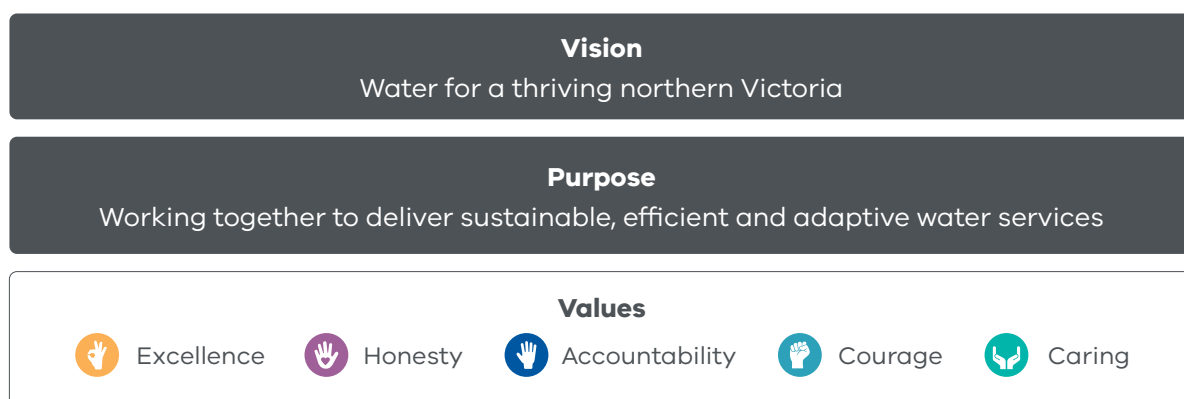 Vision
Water for a thriving northern Victoria
Purpose
Working together to deliver sustainable, efficient and adaptive water services
Values
Excellence Honesty Accountability Courage Caring